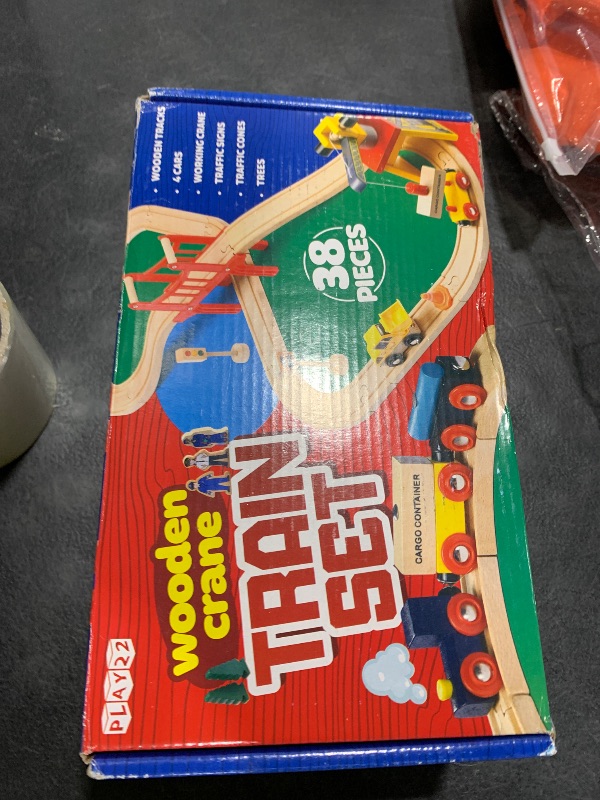 • WOODEN TRACKS
• 4 CARS
• WORKING CRANE
• TRAFFIC SIGNS
• TRAFFIC CONES
• TREES
38
PIECES
wooden
crane
TRAIN
SET
CARGO CONTAINER
PLAY22